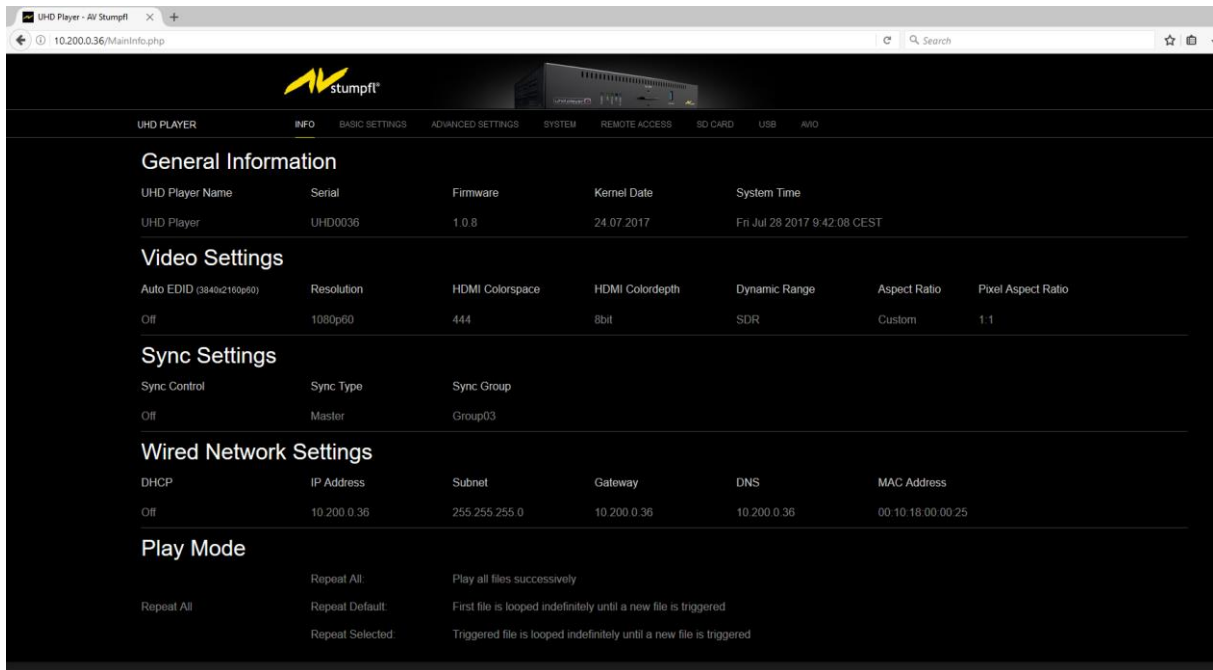 UHD Player - AV Stumpfl
10.200.0.36/MainInfo.php Search
AV stumpfl®
UHD PLAYER INFO BASIC SETTINGS ADVANCED SETTINGS SYSTEM REMOTE ACCESS SD CARD USB AVIO
General Information
UHD Player Name Serial Firmware Kernel Date System Time
UHD Player UHD0036 1.0.8 24.07.2017 Fri Jul 28 2017 9:42:08 CEST
Video Settings
Auto EDID (3840x2160p60) Resolution HDMI Colorspace HDMI Colordepth Dynamic Range Aspect Ratio Pixel Aspect Ratio
Off 1080p60 444 8bit SDR Custom 1:1
Sync Settings
Sync Control Sync Type Sync Group
Off Master Group03
Wired Network Settings
DHCP IP Address Subnet Gateway DNS MAC Address
Off 10.200.0.36 255.255.255.0 10.200.0.36 10.200.0.36 00:10:18:00:00:25
Play Mode
Repeat All: Play all files successively
Repeat All Repeat Default: First file is looped indefinitely until a new file is triggered
Repeat Selected: Triggered file is looped indefinitely until a new file is triggered